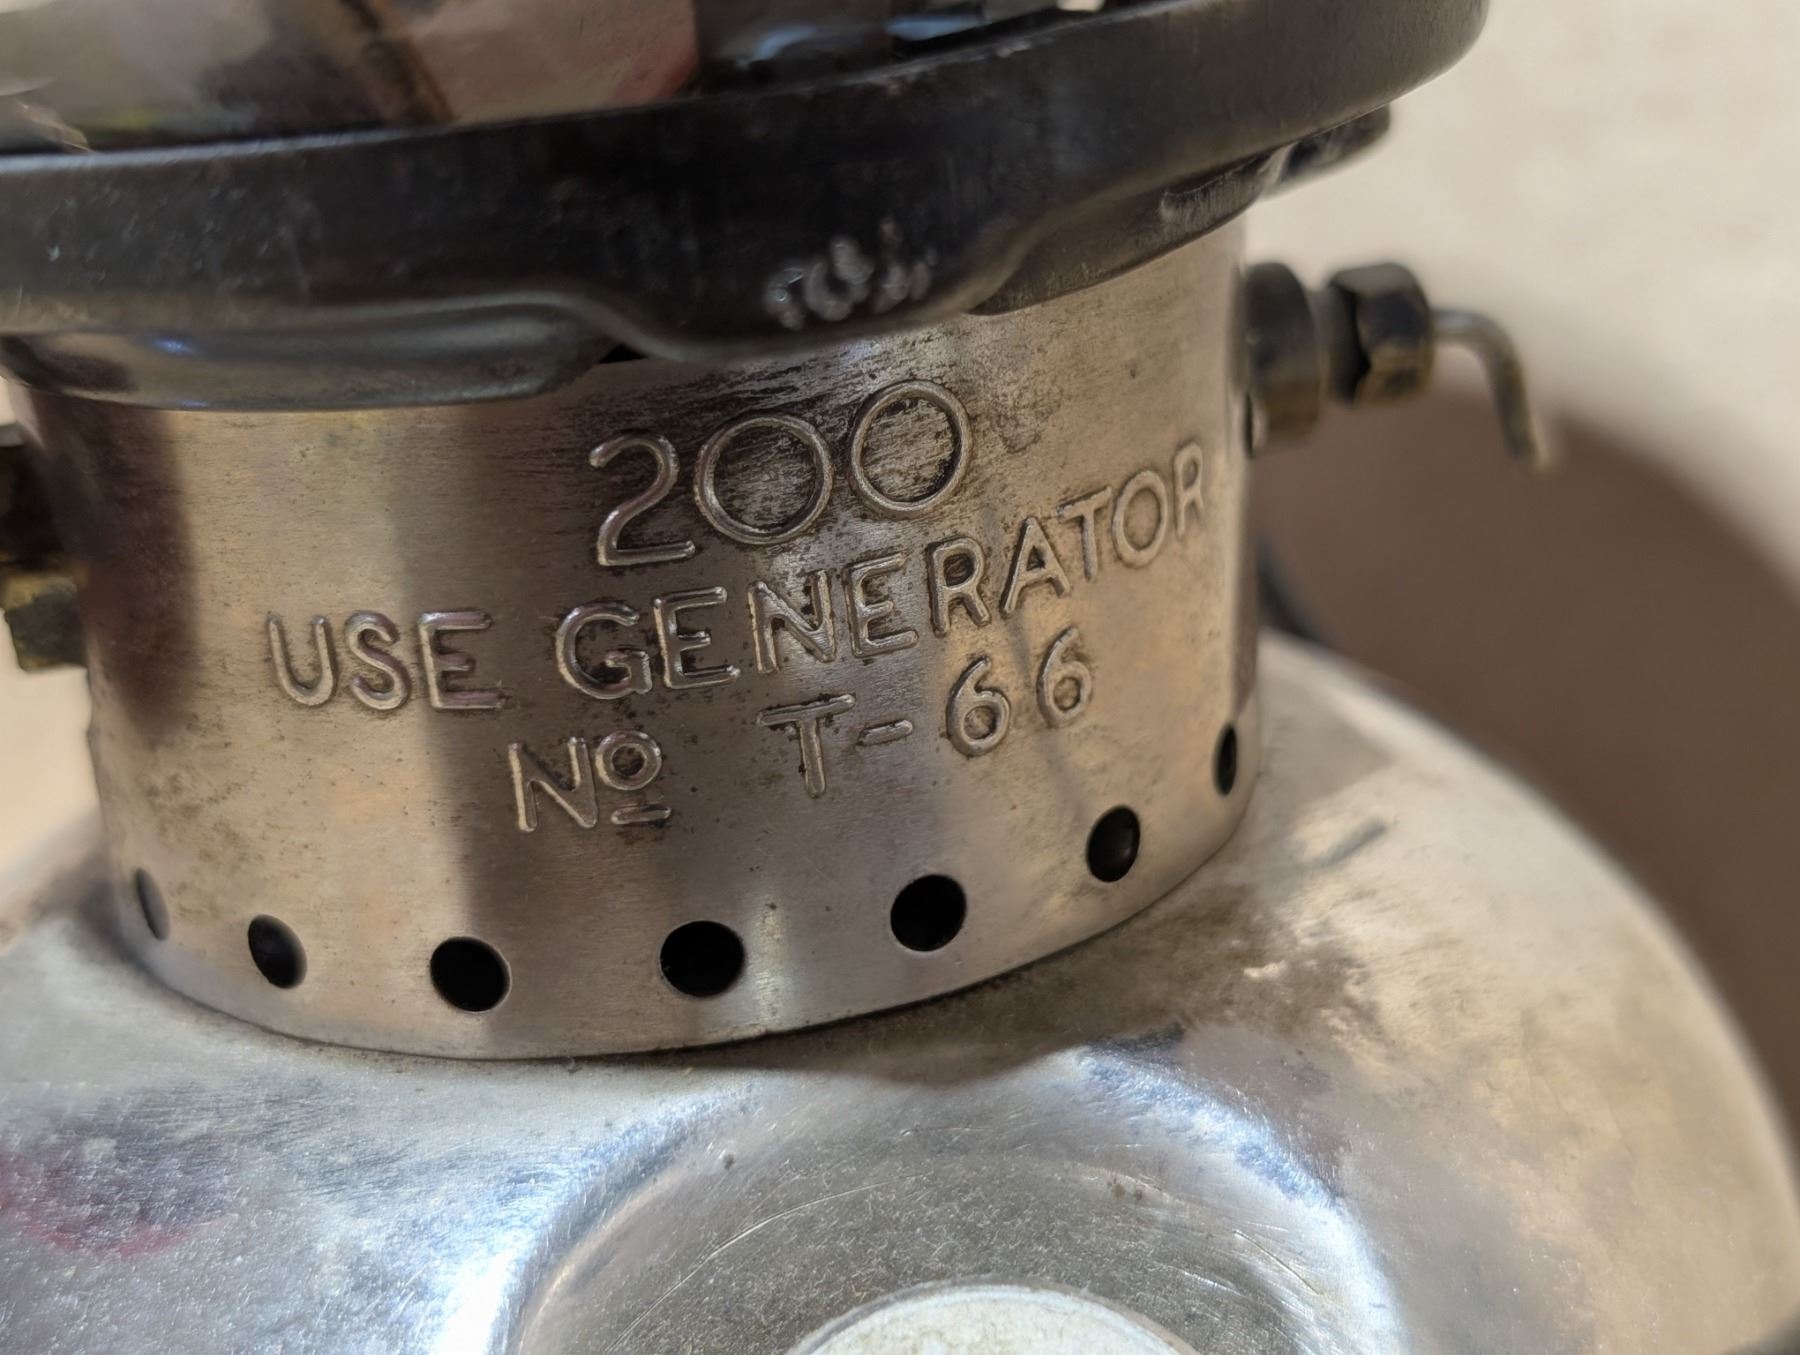 200
USE GENERATOR
Nº T-66